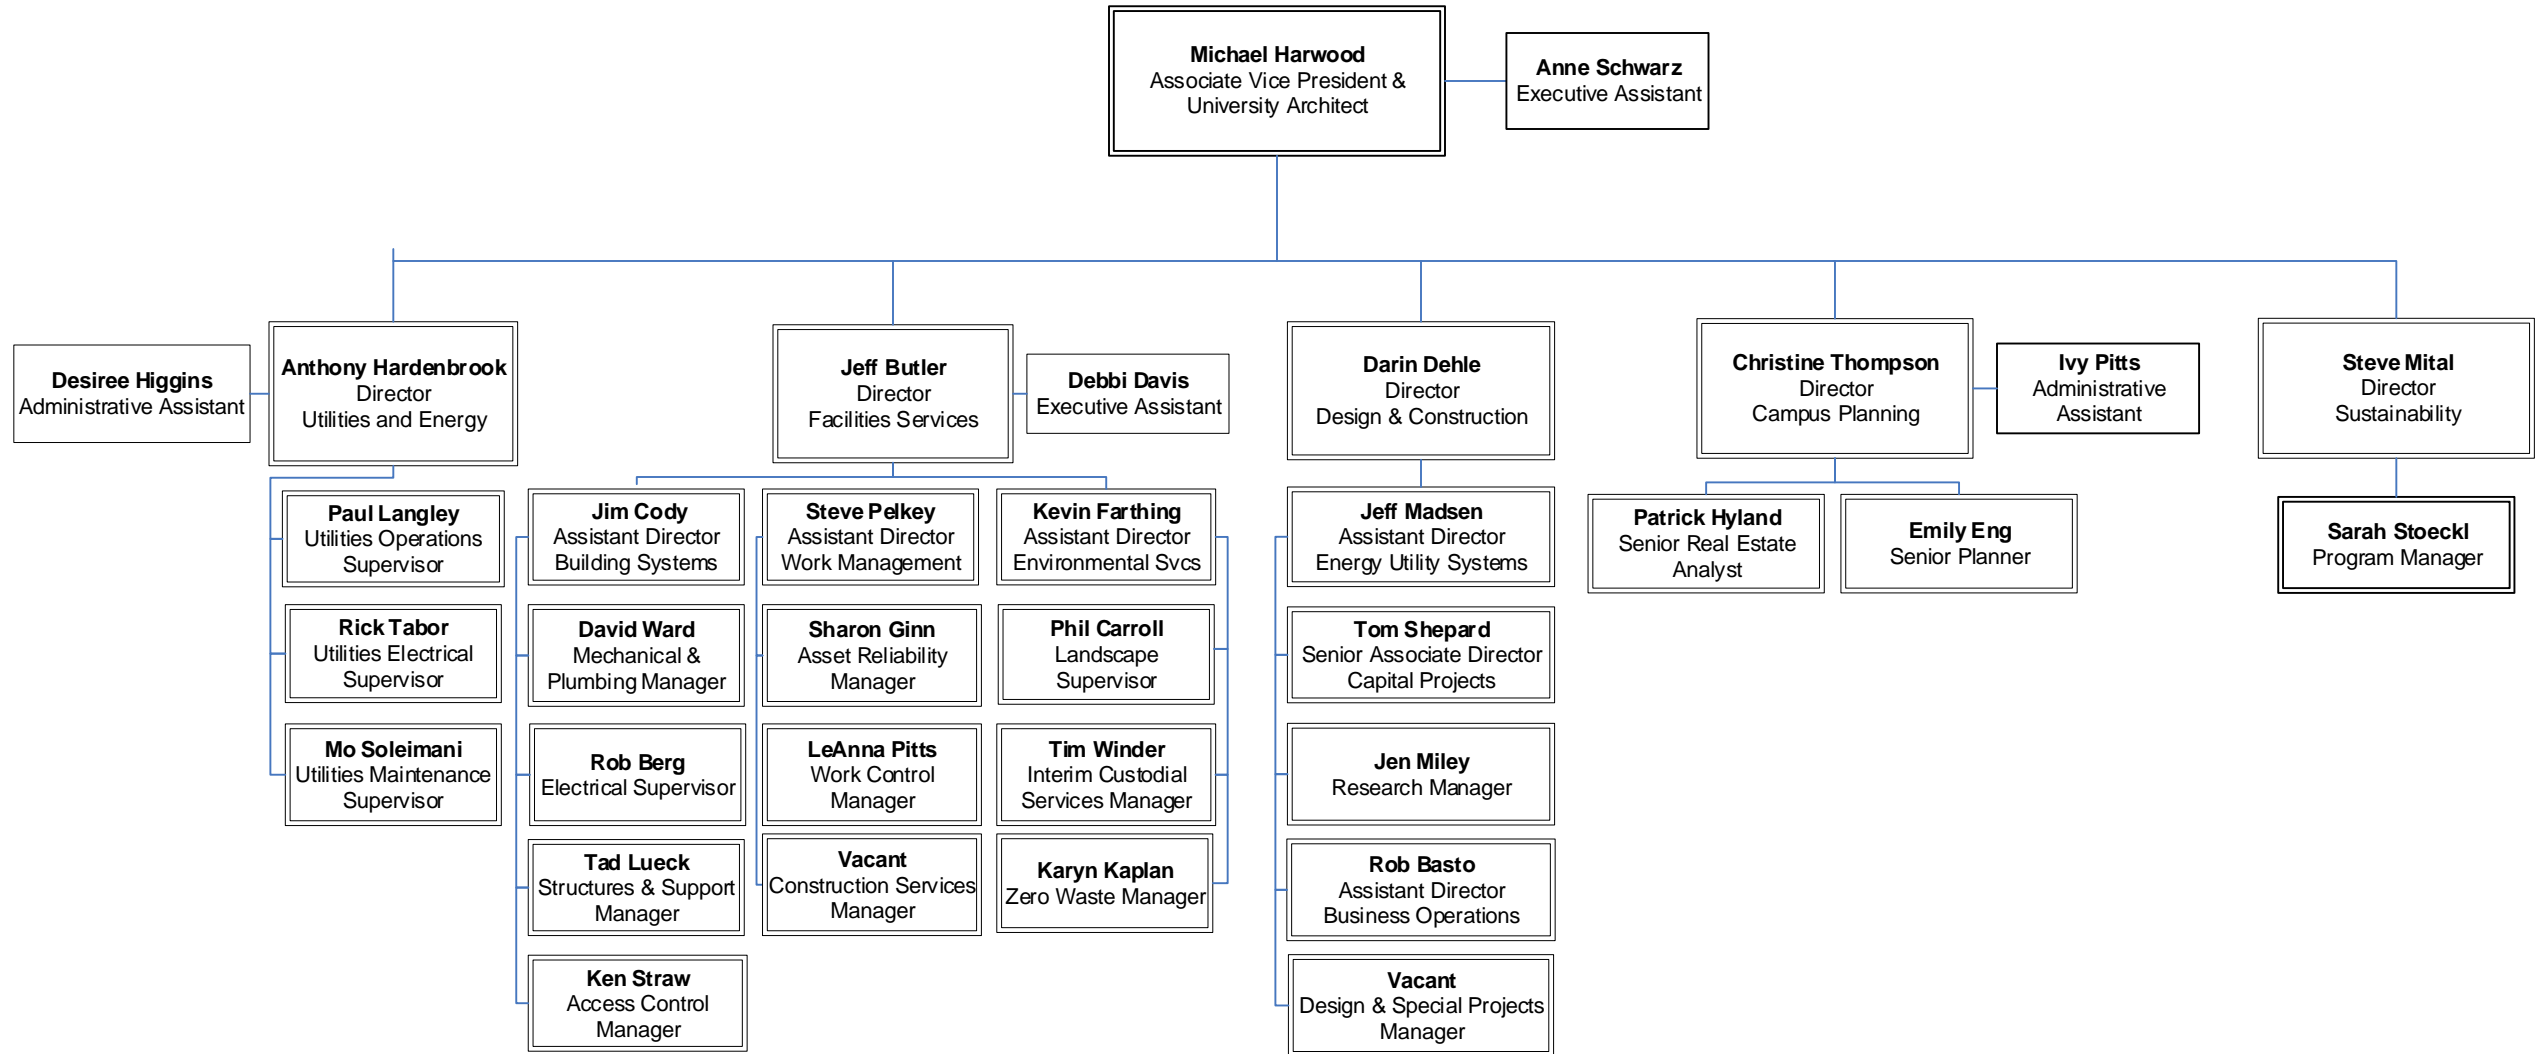 Michael Harwood
Associate Vice President &
University Architect
Anne Schwarz
Executive Assistant
Desiree Higgins
Administrative Assistant
Anthony Hardenbrook
Director
Utilities and Energy
Jeff Butler
Director
Facilities Services
Debbi Davis
Executive Assistant
Darin Dehle
Director
Design & Construction
Christine Thompson
Director
Campus Planning
Ivy Pitts
Administrative
Assistant
Steve Mital
Director
Sustainability
Paul Langley
Utilities Operations
Supervisor
Rick Tabor
Utilities Electrical
Supervisor
Mo Soleimani
Utilities Maintenance
Supervisor
Jim Cody
Assistant Director
Building Systems
David Ward
Mechanical &
Plumbing Manager
Rob Berg
Electrical Supervisor
Tad Lueck
Structures & Support
Manager
Ken Straw
Access Control
Manager
Steve Pelkey
Assistant Director
Work Management
Sharon Ginn
Asset Reliability
Manager
LeAnna Pitts
Work Control
Manager
Vacant
Construction Services
Manager
Kevin Farthing
Assistant Director
Environmental Svcs
Phil Carroll
Landscape
Supervisor
Tim Winder
Interim Custodial
Services Manager
Karyn Kaplan
Zero Waste Manager
Jeff Madsen
Assistant Director
Energy Utility Systems
Tom Shepard
Senior Associate Director
Capital Projects
Jen Miley
Research Manager
Rob Basto
Assistant Director
Business Operations
Vacant
Design & Special Projects
Manager
Patrick Hyland
Senior Real Estate
Analyst
Emily Eng
Senior Planner
Sarah Stoeckl
Program Manager